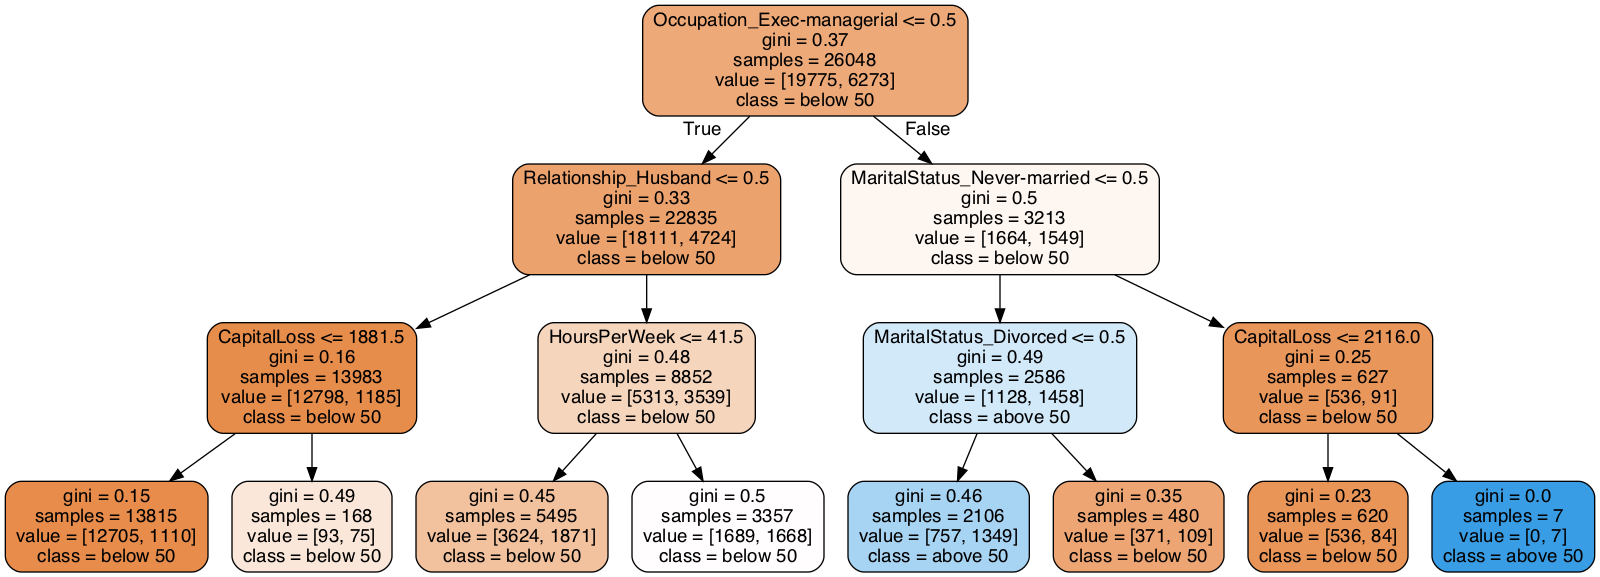 Occupation_Exec-managerial <= 0.5
gini = 0.37
samples = 26048
value = [19775, 6273]
class = below 50
True
False
Relationship_Husband <= 0.5
gini = 0.33
samples = 22835
value = [18111, 4724]
class = below 50
MaritalStatus_Never-married <= 0.5
gini = 0.5
samples = 3213
value = [1664, 1549]
class = below 50
CapitalLoss <= 1881.5
gini = 0.16
samples = 13983
value = [12798, 1185]
class = below 50
HoursPerWeek <= 41.5
gini = 0.48
samples = 8852
value = [5313, 3539]
class = below 50
MaritalStatus_Divorced <= 0.5
gini = 0.49
samples = 2586
value = [1128, 1458]
class = above 50
CapitalLoss <= 2116.0
gini = 0.25
samples = 627
value = [536, 91]
class = below 50
gini = 0.15
samples = 13815
value = [12705, 1110]
class = below 50
gini = 0.49
samples = 168
value = [93, 75]
class = below 50
gini = 0.45
samples = 5495
value = [3624, 1871]
class = below 50
gini = 0.5
samples = 3357
value = [1689, 1668]
class = below 50
gini = 0.46
samples = 2106
value = [757, 1349]
class = above 50
gini = 0.35
samples = 480
value = [371, 109]
class = below 50
gini = 0.23
samples = 620
value = [536, 84]
class = below 50
gini = 0.0
samples = 7
value = [0, 7]
class = above 50